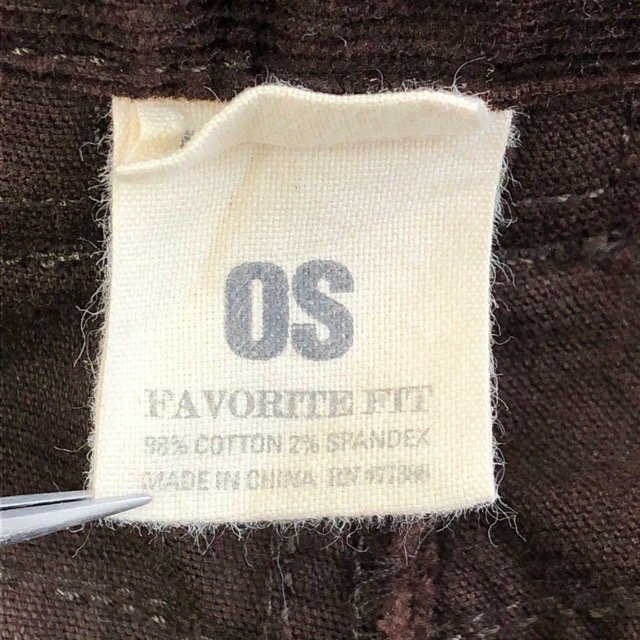 OS
FAVORITE FIT
98% COTTON 2% SPANDEX
MADE IN CHINA